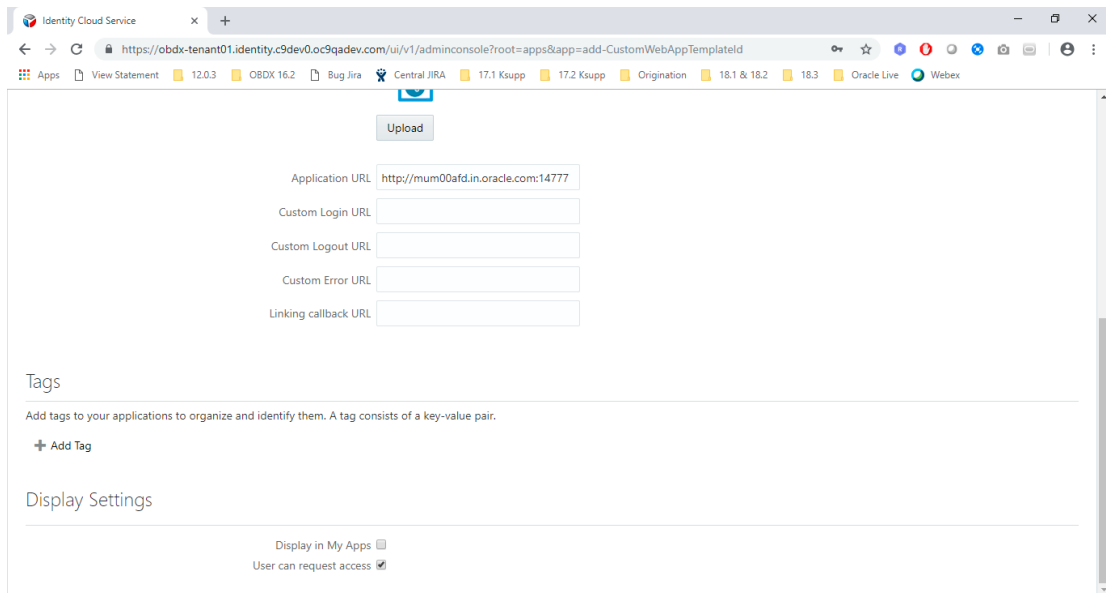 Identity Cloud Service
https://obdx-tenant01.identity.c9dev0.oc9qadev.com/ui/v1/adminconsole?root=apps&app=add-CustomWebAppTemplateId
Apps View Statement 12.0.3 OBDX 16.2 Bug Jira Central JIRA 17.1 Ksupp 17.2 Ksupp Origination 18.1 & 18.2 18.3 Oracle Live Webex
Upload
Application URL http://mum00afd.in.oracle.com:14777
Custom Login URL
Custom Logout URL
Custom Error URL
Linking callback URL
Tags
Add tags to your applications to organize and identify them. A tag consists of a key-value pair.
Add Tag
Display Settings
Display in My Apps
User can request access